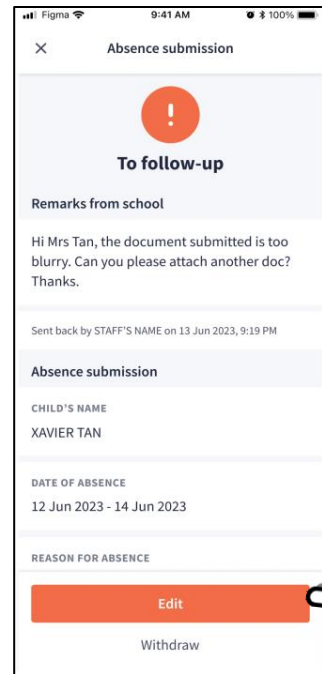 Figma 9:41 AM 100%
Absence submission
!
To follow-up
Remarks from school
Hi Mrs Tan, the document submitted is too
blurry. Can you please attach another doc?
Thanks.
Sent back by STAFF'S NAME on 13 Jun 2023, 9:19 PM
Absence submission
CHILD'S NAME
XAVIER TAN
DATE OF ABSENCE
12 Jun 2023 - 14 Jun 2023
REASON FOR ABSENCE
Edit
Withdraw